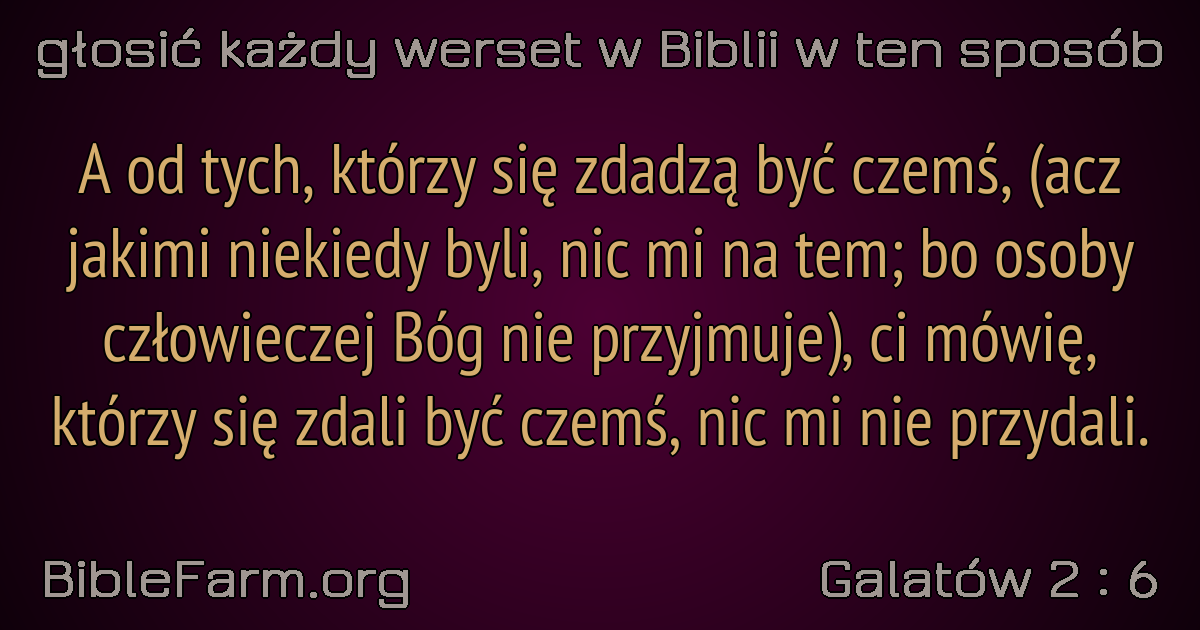 głosić każdy werset w Biblii w ten sposób
A od tych, którzy się zdadzą być czemś, (acz
jakimi niekiedy byli, nic mi na tem; bo osoby
człowieczej Bóg nie przyjmuje), ci mówię,
którzy się zdali być czemś, nic mi nie przydali.
BibleFarm.org
Galatów 2 : 6